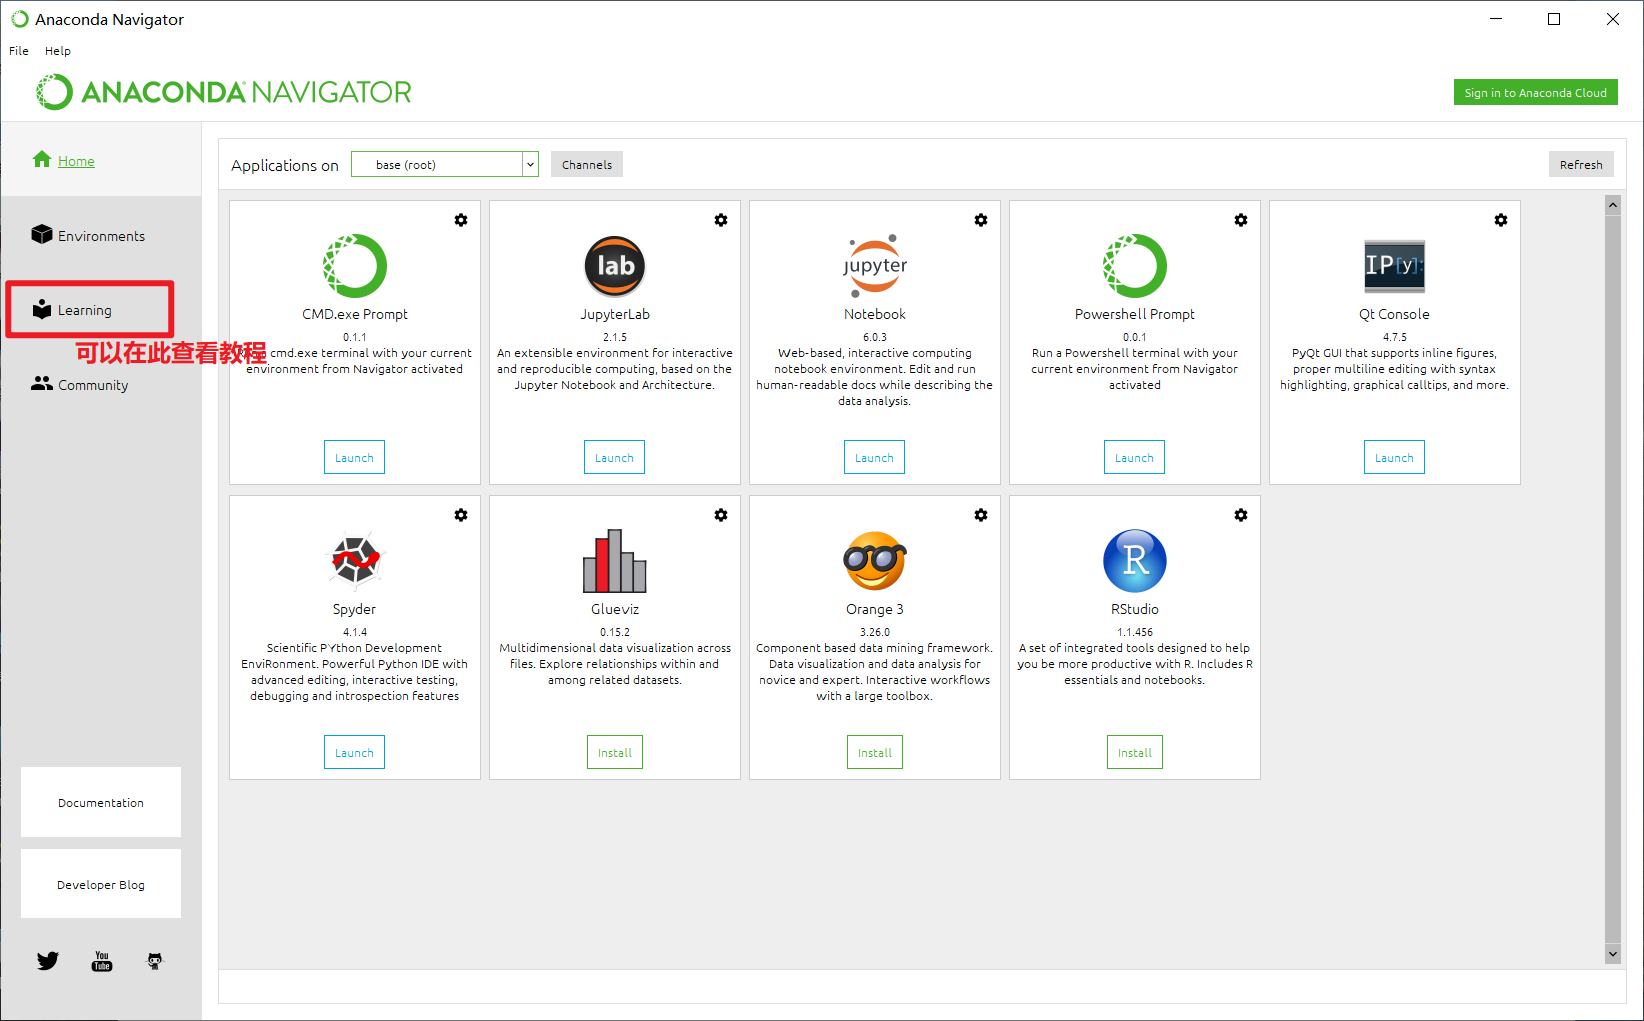 Anaconda Navigator
File Help
ANACONDA NAVIGATOR
Sign in to Anaconda Cloud
Home
Environments
Learning
可以在此查看教程
Community
Documentation
Developer Blog
You
Tube
Applications on
base (root)
Channels
Refresh
CMD.exe Prompt
0.1.1
cmd.exe terminal with your current
environment from Navigator activated
Launch
lab
JupyterLab
2.1.5
An extensible environment for interactive
and reproducible computing, based on the
Jupyter Notebook and Architecture.
Launch
jupyter
Notebook
6.0.3
Web-based, interactive computing
notebook environment. Edit and run
human-readable docs while describing the
data analysis.
Launch
Powershell Prompt
0.0.1
Run a Powershell terminal with your
current environment from Navigator
activated
Launch
IP[y]:
Qt Console
4.7.5
PyQt GUI that supports inline figures,
proper multiline editing with syntax
highlighting, graphical calltips, and more.
Launch
Spyder
4.1.4
Scientific PYthon Development
EnviRonment. Powerful Python IDE with
advanced editing, interactive testing,
debugging and introspection features
Launch
Glueviz
0.15.2
Multidimensional data visualization across
files. Explore relationships within and
among related datasets.
Install
Orange 3
3.26.0
Component based data mining framework.
Data visualization and data analysis for
novice and expert. Interactive workflows
with a large toolbox.
Install
R
RStudio
1.1.456
A set of integrated tools designed to help
you be more productive with R. Includes R
essentials and notebooks.
Install